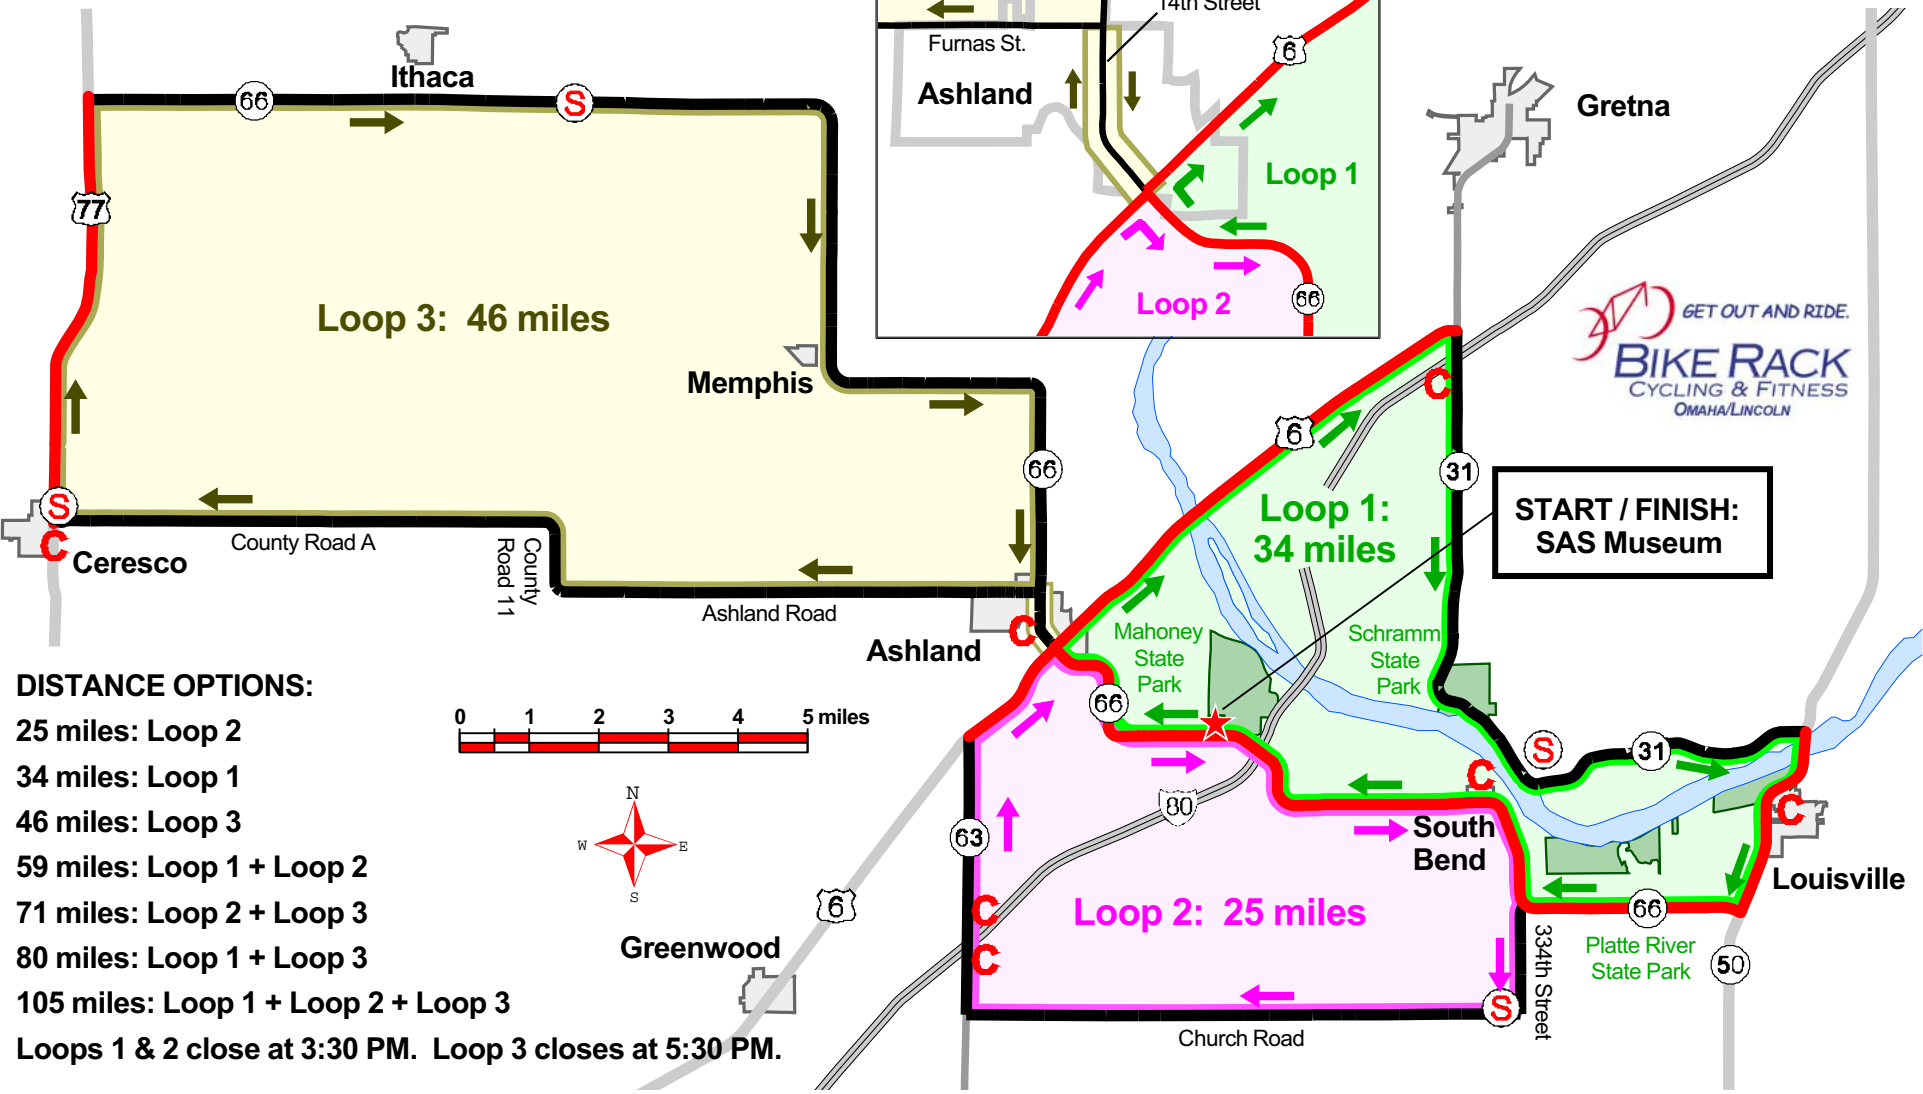 14th Street
Furnas St.
Ashland
6
Loop 1
Loop 2
66
Ithaca
66
S
77
Loop 3: 46 miles
Memphis
66
S
C
Ceresco
County Road A
County
Road 11
Ashland Road
C
Ashland
Gretna
GET OUT AND RIDE.
BIKE RACK
CYCLING & FITNESS
OMAHA/LINCOLN
C
6
31
Loop 1:
34 miles
START / FINISH:
SAS Museum
Mahoney
State
Park
Schramm
State
Park
66
S
31
C
C
80
South
Bend
63
C
C
Loop 2: 25 miles
Louisville
66
Platte River
State Park
50
334th Street
S
Church Road
6
Greenwood
0 1 2 3 4 5 miles
N
W E
S
DISTANCE OPTIONS:
25 miles: Loop 2
34 miles: Loop 1
46 miles: Loop 3
59 miles: Loop 1 + Loop 2
71 miles: Loop 2 + Loop 3
80 miles: Loop 1 + Loop 3
105 miles: Loop 1 + Loop 2 + Loop 3
Loops 1 & 2 close at 3:30 PM. Loop 3 closes at 5:30 PM.